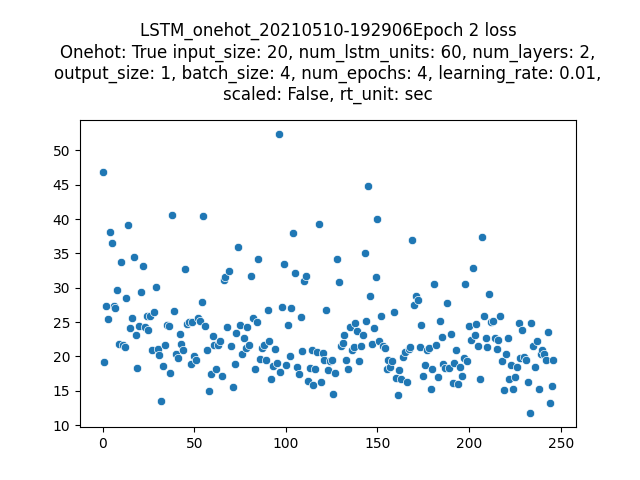 LSTM_onehot_20210510-192906Epoch 2 loss
Onehot: True input_size: 20, num_lstm_units: 60, num_layers: 2,
output_size: 1, batch_size: 4, num_epochs: 4, learning_rate: 0.01,
scaled: False, rt_unit: sec
50
45
40
35
30
25
20
15
10
0 50 100 150 200 250